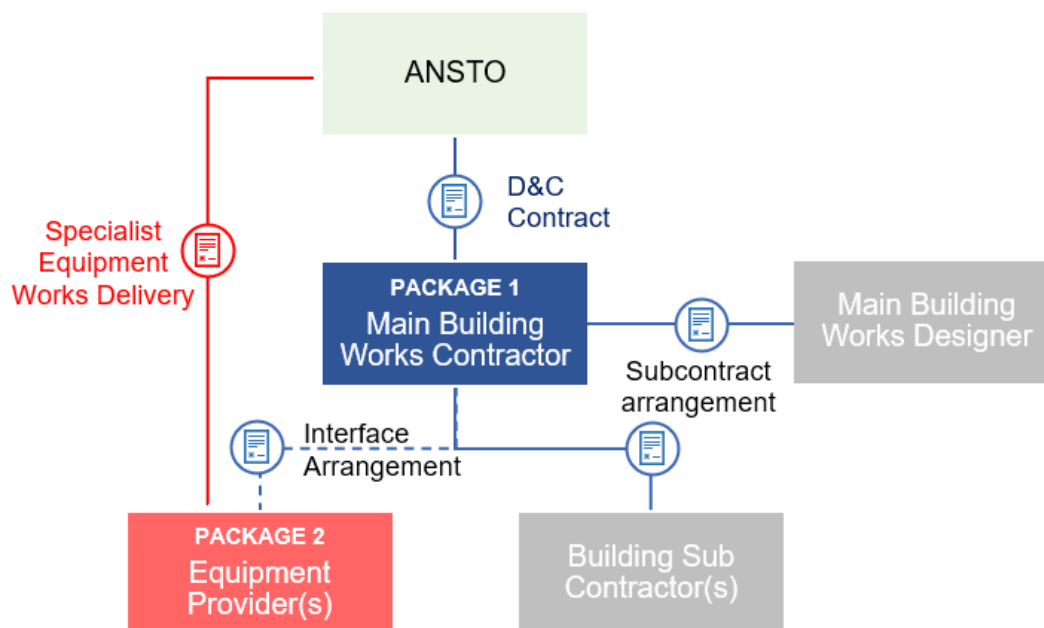 ANSTO
D&C
Contract
Specialist
Equipment
Works Delivery
PACKAGE 1
Main Building
Works Contractor
Main Building
Works Designer
Subcontract
arrangement
Interface
Arrangement
PACKAGE 2
Equipment
Provider(s)
Building Sub
Contractor(s)